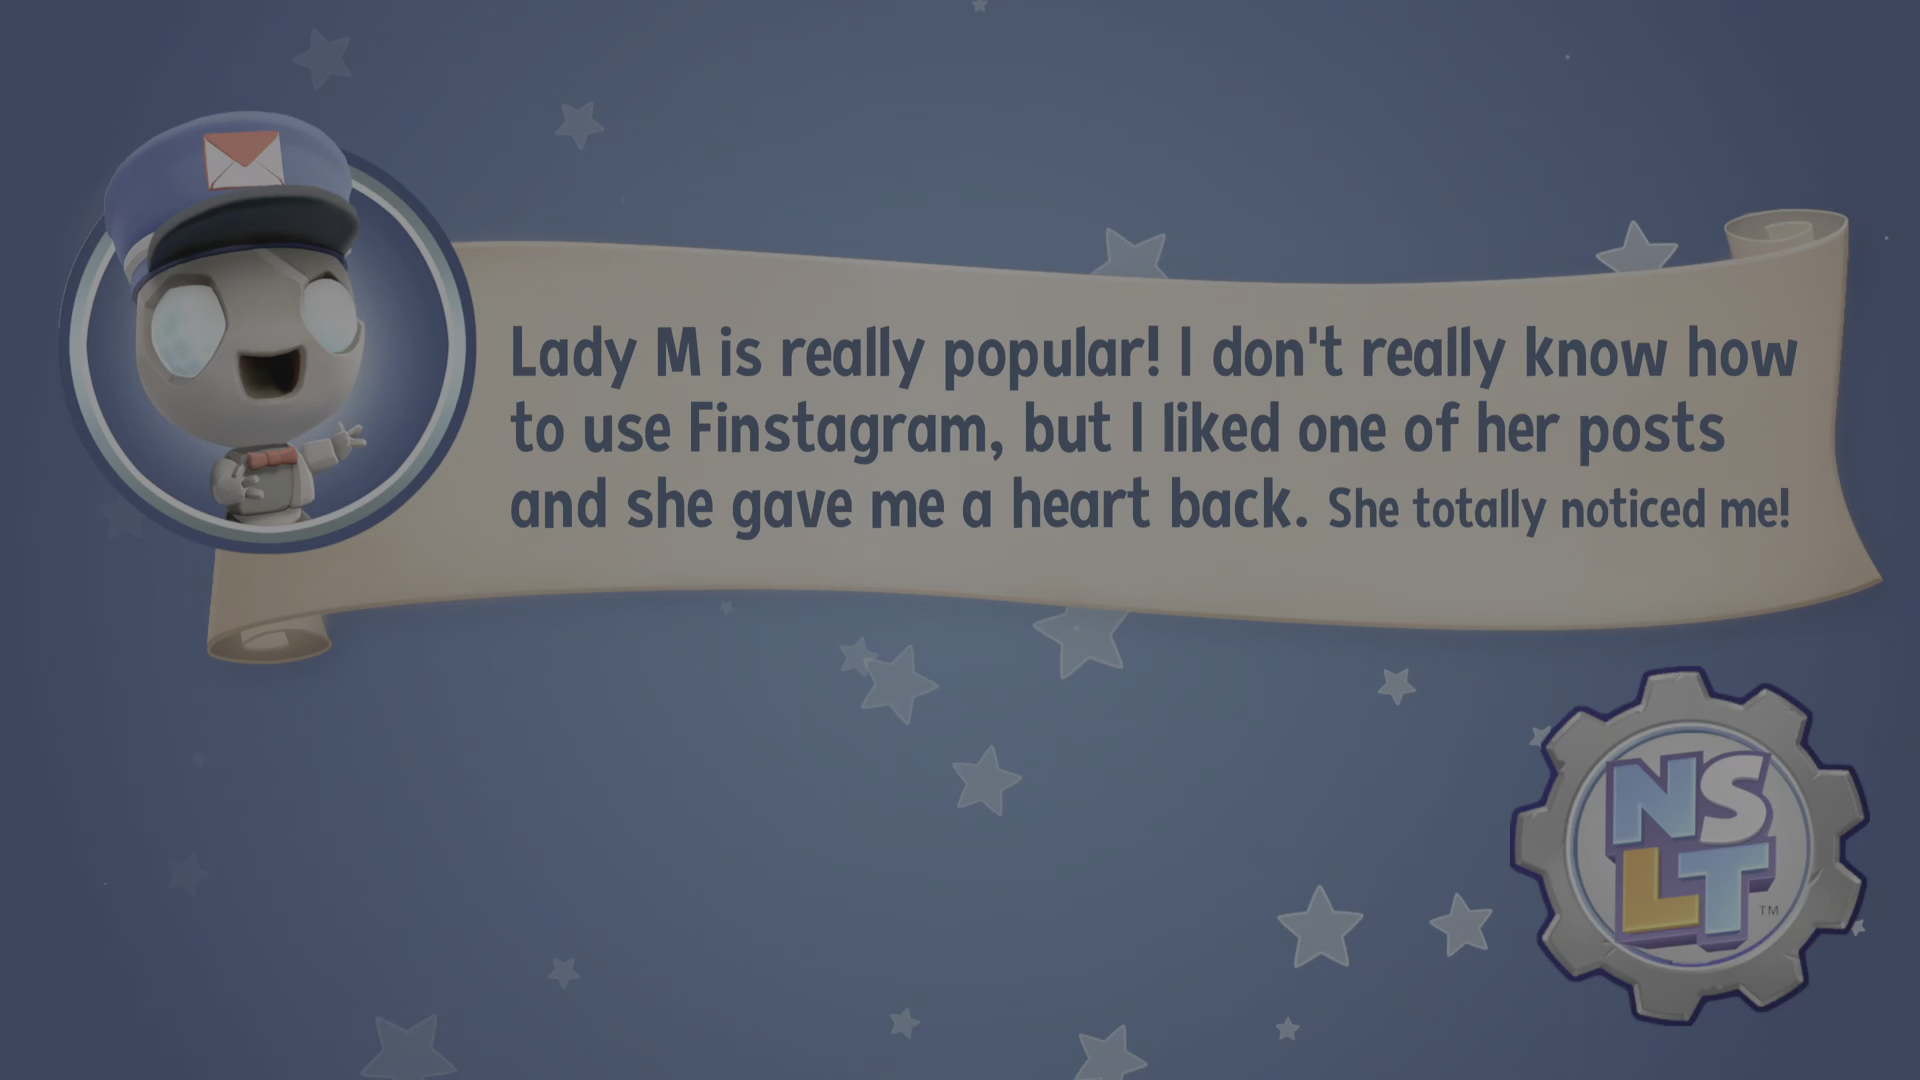 Lady M is really popular! I don't really know how
to use Finstagram, but I liked one of her posts
and she gave me a heart back. She totally noticed me!
NS
LT
TM